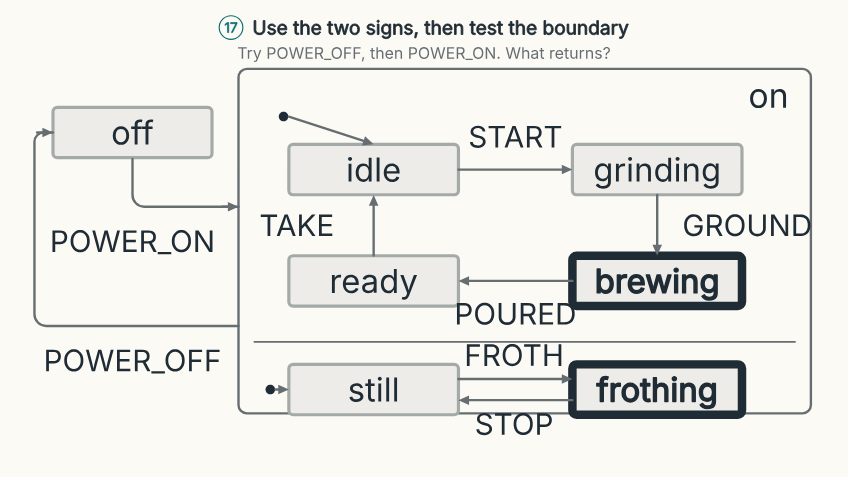 17 Use the two signs, then test the boundary
Try POWER_OFF, then POWER_ON. What returns?
on
off
START
idle
grinding
TAKE
GROUND
POWER_ON
ready
brewing
POURED
POWER_OFF
FROTH
still
frothing
STOP